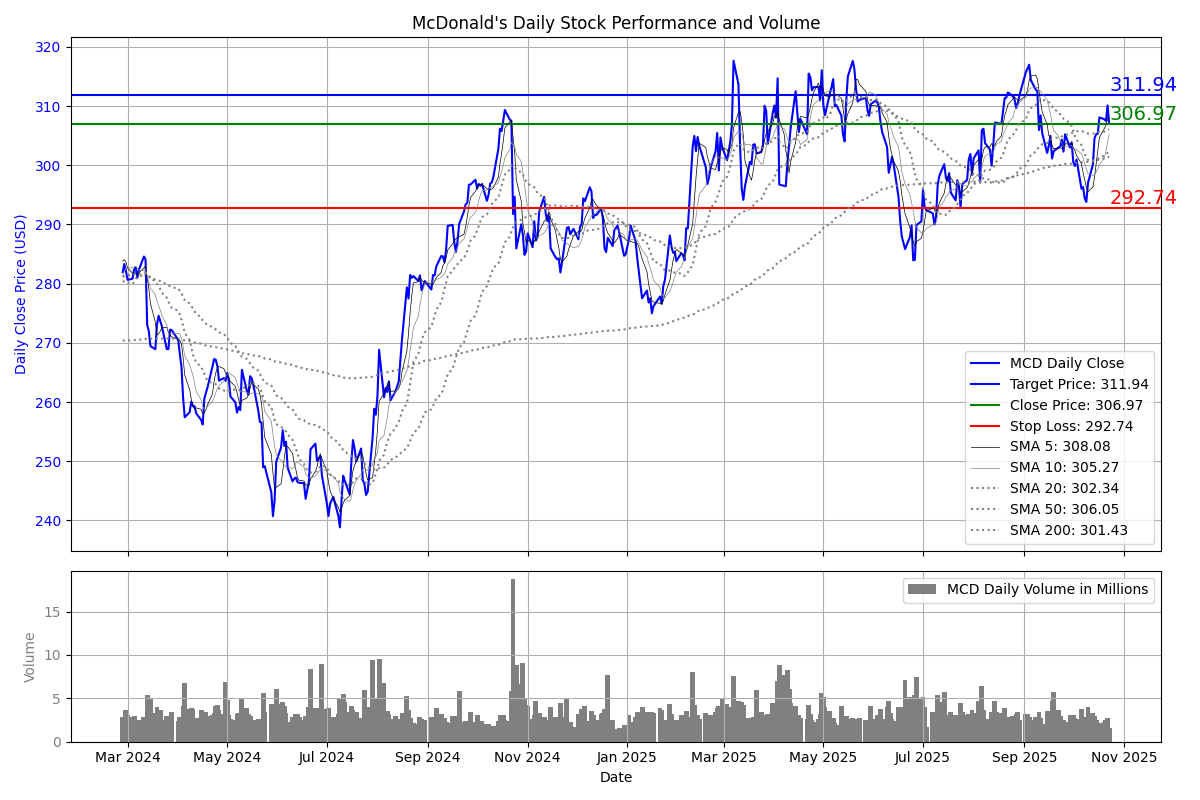 McDonald's Daily Stock Performance and Volume
320
310
300
290
280
270
260
250
240
Daily Close Price (USD)
311.94
306.97
292.74
MCD Daily Close
Target Price: 311.94
Close Price: 306.97
Stop Loss: 292.74
SMA 5: 308.08
SMA 10: 305.27
SMA 20: 302.34
SMA 50: 306.05
SMA 200: 301.43
MCD Daily Volume in Millions
15
10
5
0
Volume
Mar 2024 May 2024 Jul 2024 Sep 2024 Nov 2024 Jan 2025 Mar 2025 May 2025 Jul 2025 Sep 2025 Nov 2025
Date